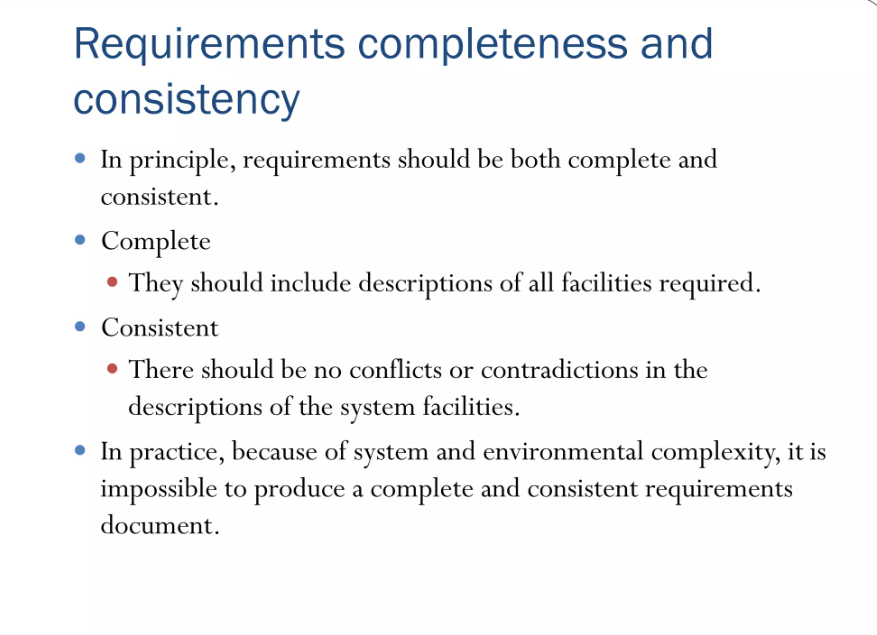 Requirements completeness and
consistency
In principle, requirements should be both complete and
consistent.
Complete
They should include descriptions of all facilities required.
Consistent
There should be no conflicts or contradictions in the
descriptions of the system facilities.
In practice, because of system and environmental complexity, it is
impossible to produce a complete and consistent requirements
document.